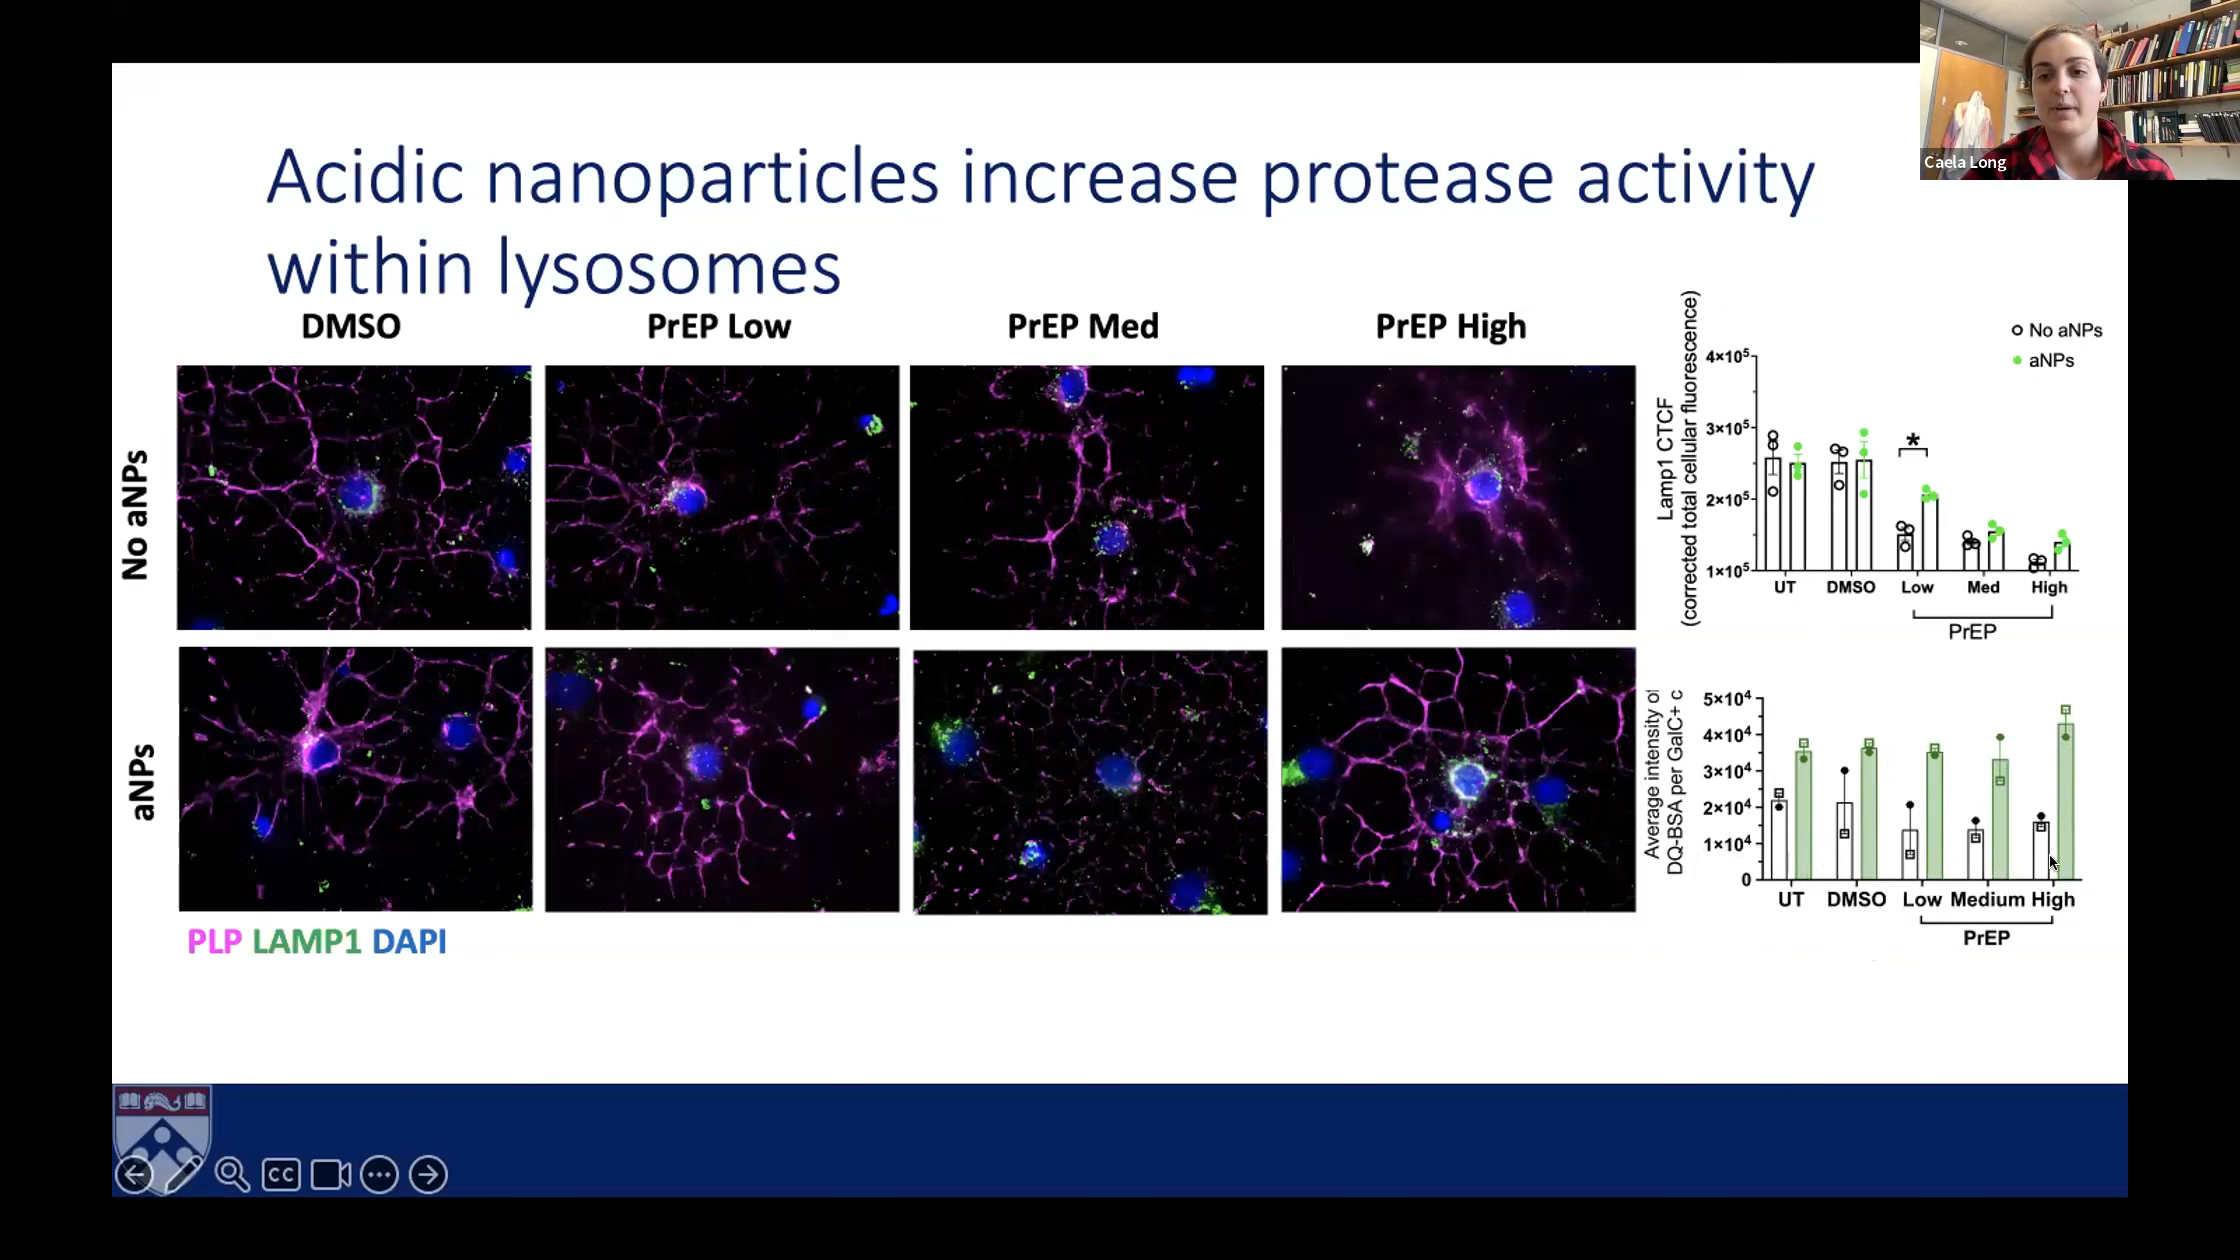 Caela Long
Acidic nanoparticles increase protease activity
within lysosomes
DMSO
PrEP Low
PrEP Med
PrEP High
No aNPs
aNPs
PLP LAMP1 DAPI
Lamp1 CTCF
(corrected total cellular fluorescence)
No aNPs
aNPs
4×10⁵
3×10⁵
2×10⁵
1×10⁵
*
UT DMSO Low Med High
PrEP
Average intensity of
DQ-BSA per GalC+ c
5×10⁴
4×10⁴
3×10⁴
2×10⁴
1×10⁴
0
UT DMSO Low Medium High
PrEP
CC